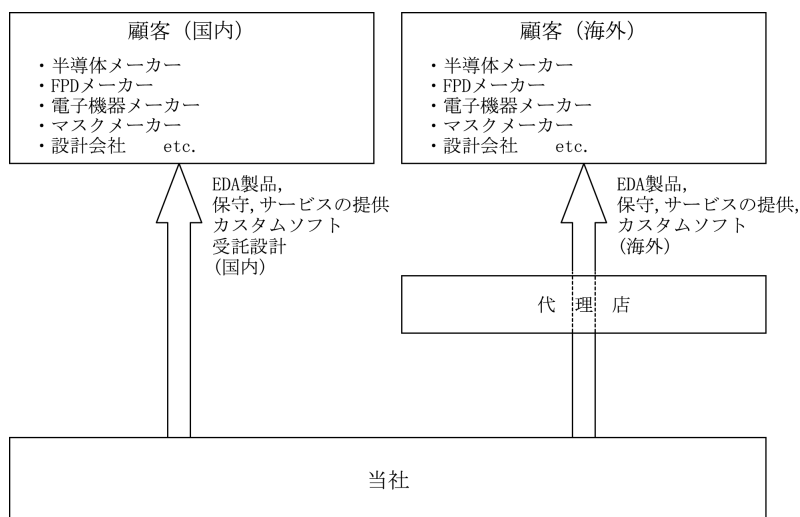 顧客（国内）
・半導体メーカー
・FPDメーカー
・電子機器メーカー
・マスクメーカー
・設計会社　　etc.
顧客（海外）
・半導体メーカー
・FPDメーカー
・電子機器メーカー
・マスクメーカー
・設計会社　　etc.
EDA製品,
保守,サービスの提供
カスタムソフト
受託設計
(国内)
EDA製品,
保守,サービスの提供,
カスタムソフト
(海外)
代　理　店
当社